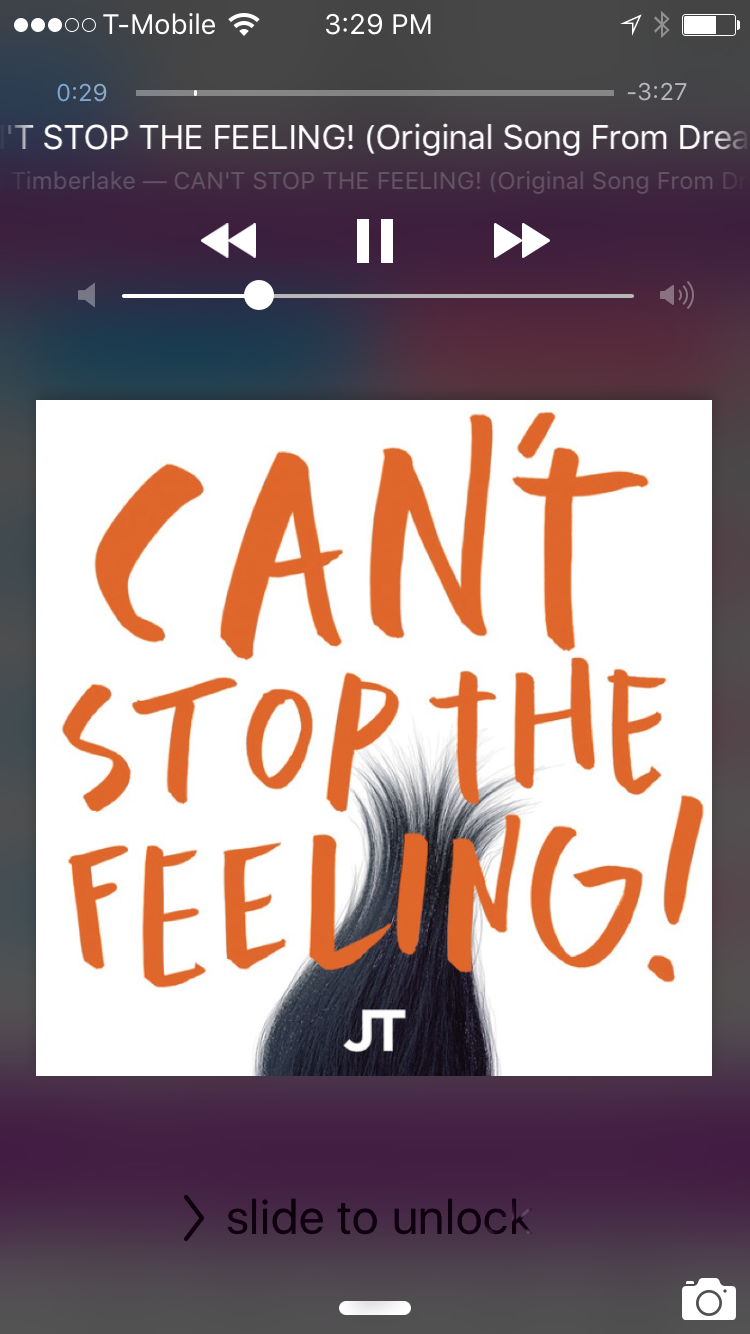 T-Mobile 3:29 PM
0:29 -3:27
'T STOP THE FEELING! (Original Song From Drea
Timberlake — CAN'T STOP THE FEELING! (Original Song From Dr
CAN'T
STOP THE
FEELING!
JT
slide to unlock